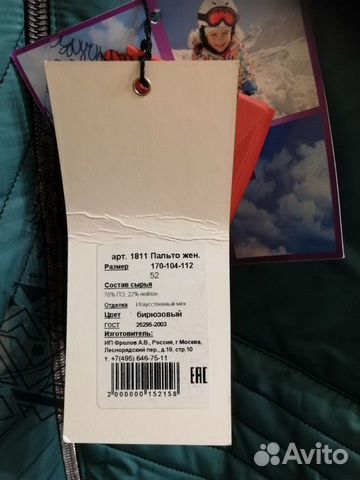 арт. 1811 Пальто жен.
Размер 170-104-112
52
Состав сырья
78% ПЭ, 22% нейлон
Отделка Искусственный мех
Цвет бирюзовый
ГОСТ 25295-2003
Изготовитель:
ИП Фролов А.В., Россия, г.Москва,
Леснорядский пер., д.18, стр.10
т. +7(495) 646-75-11
EAC
2 000000 152158
Avito